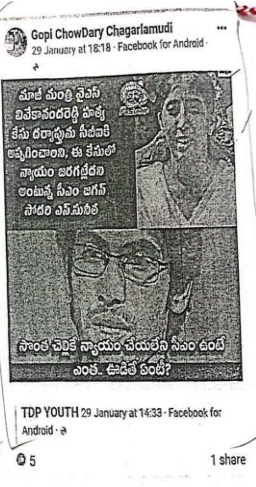 Gopi ChowDary Chagarlamudi
29 January at 18:18 · Facebook for Android ·
మాజీ మంత్రి వైఎస్
వివేకానందరెడ్డి హత్య
కేసు దర్యాప్తును సీబీఐకి
అప్పగించాలని, ఈ కేసులో
న్యాయం జరగట్లేదని
అంటున్న సీఎం జగన్
సోదరి ఎన్.సునీత
సొంత చెల్లికే న్యాయం చేయలేని సీఎం ఉంటే
ఎంత.. ఊడితే ఏంటి?
TDP YOUTH 29 January at 14:33 · Facebook for
Android ·
5
1 share